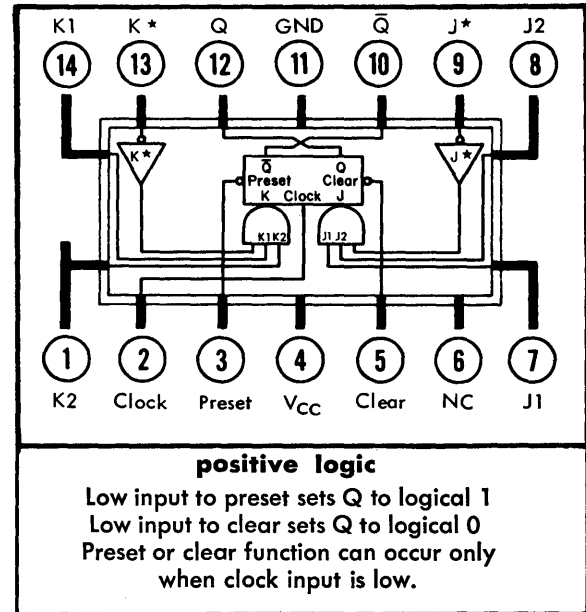 K1 K★ Q GND Q̅ J★ J2
14 13 12 11 10 9 8
K★ J★
Q̅ Q
Preset Clear
K Clock J
K1 K2 J1 J2
1 2 3 4 5 6 7
K2 Clock Preset VCC Clear NC J1
positive logic
Low input to preset sets Q to logical 1
Low input to clear sets Q to logical 0
Preset or clear function can occur only
when clock input is low.